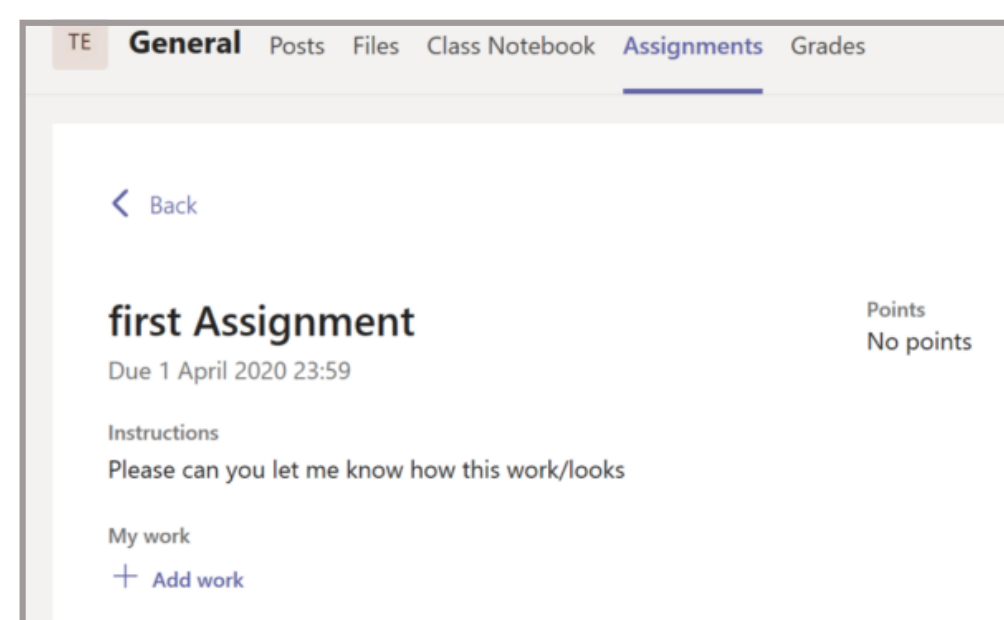 TE General Posts Files Class Notebook Assignments Grades
Back
first Assignment
Due 1 April 2020 23:59
Points
No points
Instructions
Please can you let me know how this work/looks
My work
+ Add work